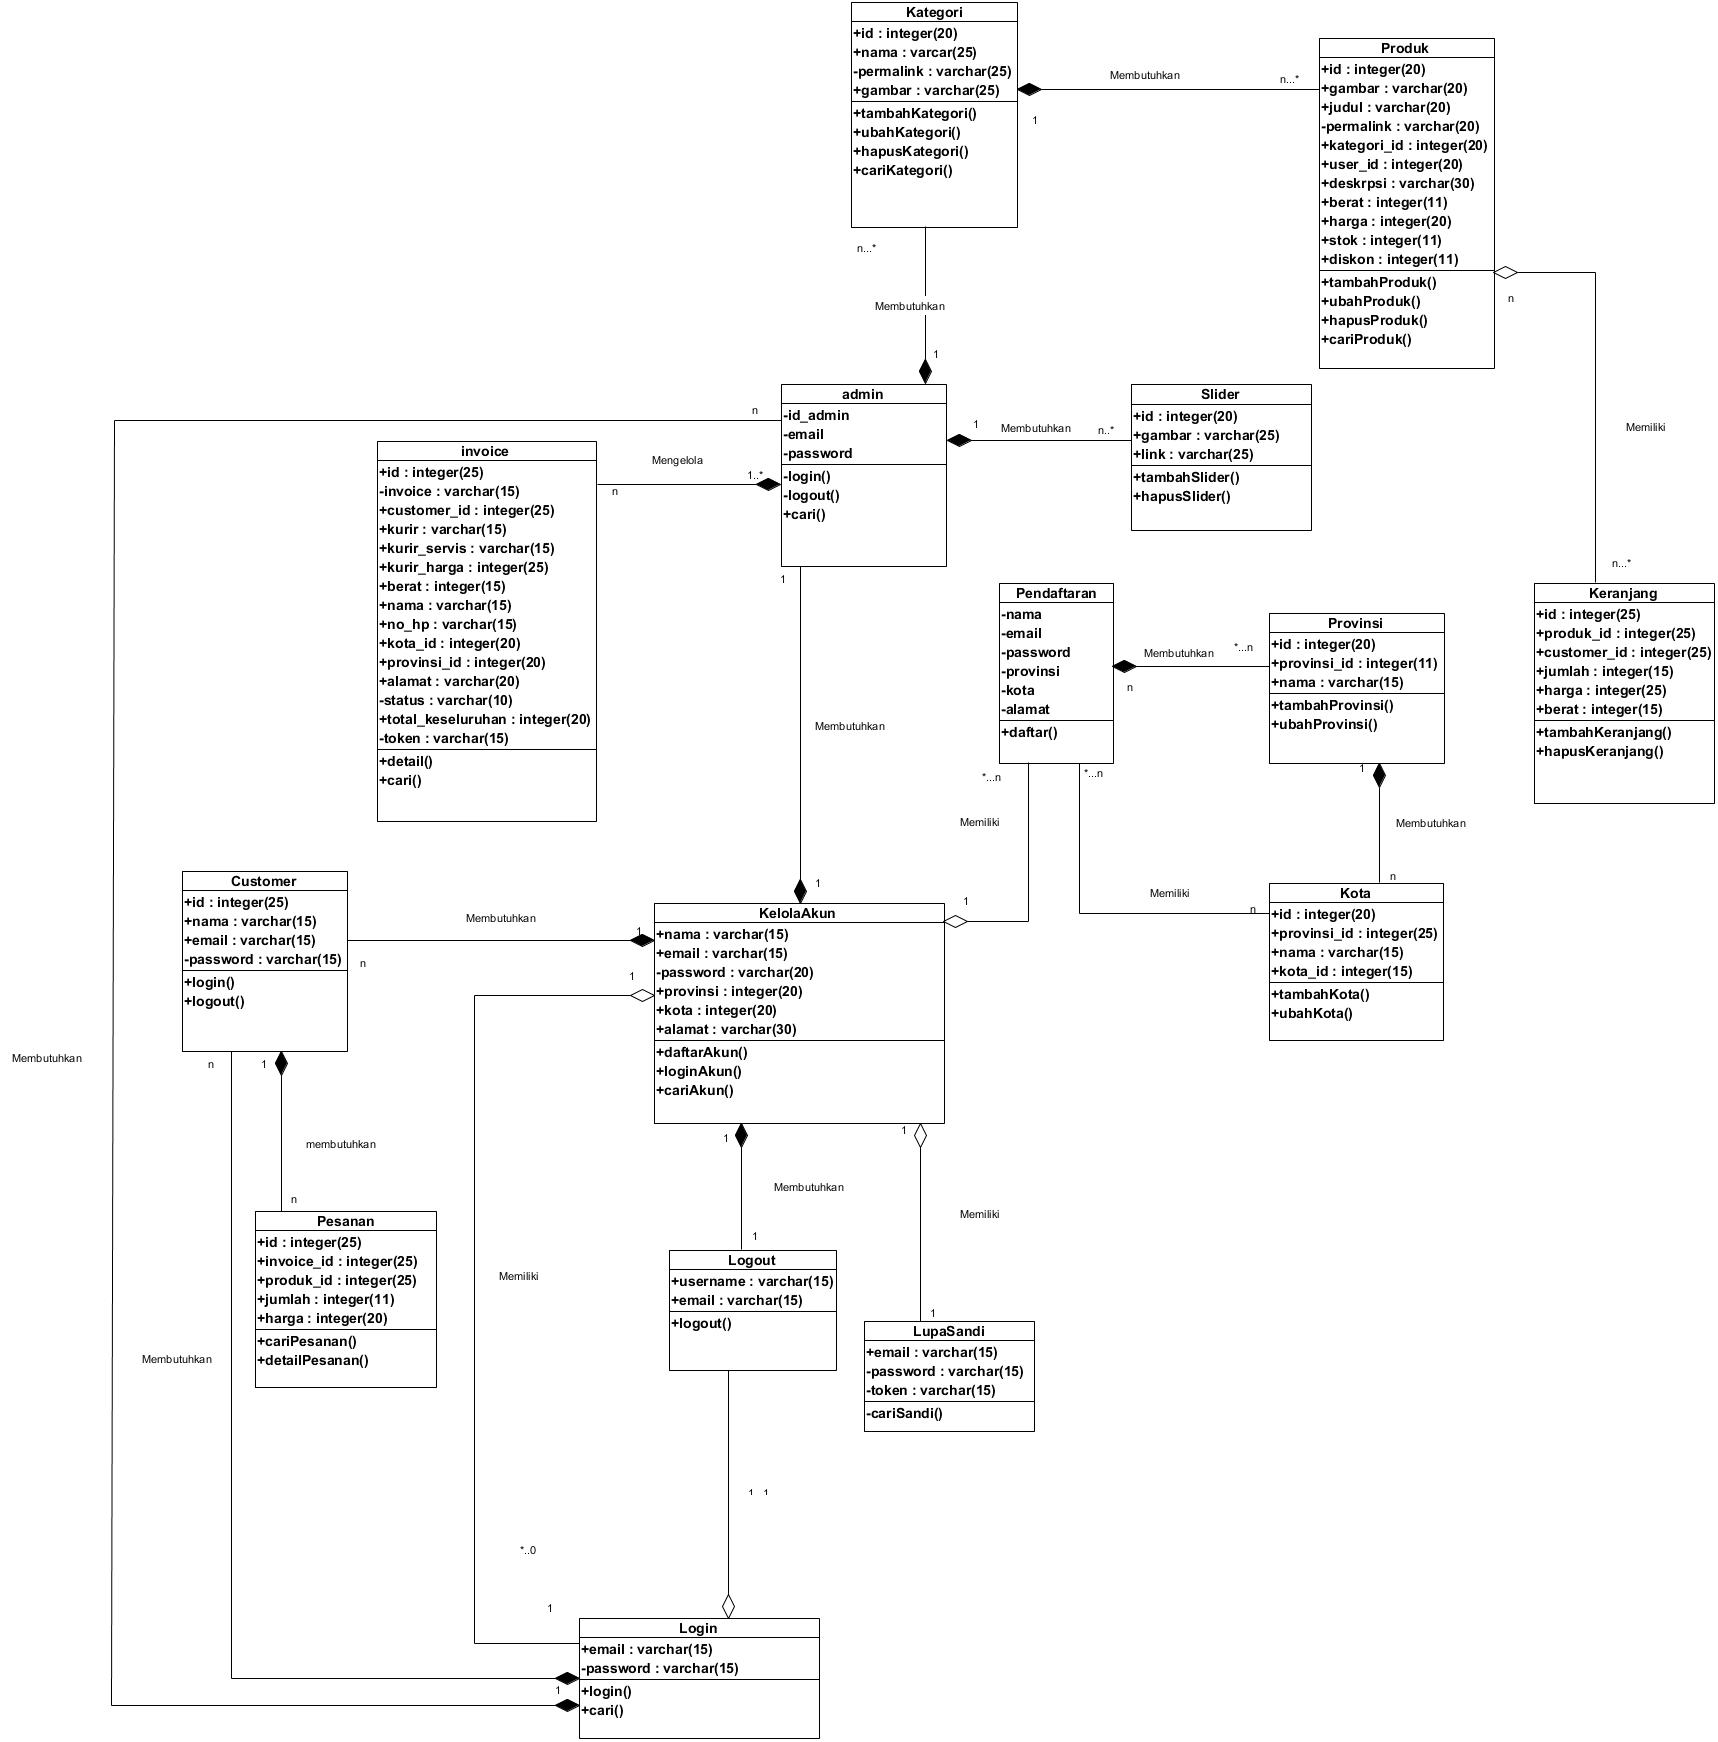 Kategori
+id : integer(20)
+nama : varcar(25)
-permalink : varchar(25)
+gambar : varchar(25)
+tambahKategori()
+ubahKategori()
+hapusKategori()
+cariKategori()
Membutuhkan
n...*
1
Produk
+id : integer(20)
+gambar : varchar(20)
+judul : varchar(20)
-permalink : varchar(20)
+kategori_id : integer(20)
+user_id : integer(20)
+deskrpsi : varchar(30)
+berat : integer(11)
+harga : integer(20)
+stok : integer(11)
+diskon : integer(11)
+tambahProduk()
+ubahProduk()
+hapusProduk()
+cariProduk()
n...*
Membutuhkan
1
n
Memiliki
n...*
admin
-id_admin
-email
-password
-login()
-logout()
+cari()
n
1
Membutuhkan
n..*
Slider
+id : integer(20)
+gambar : varchar(25)
+link : varchar(25)
+tambahSlider()
+hapusSlider()
invoice
+id : integer(25)
-invoice : varchar(15)
+customer_id : integer(25)
+kurir : varchar(15)
+kurir_servis : varchar(15)
+kurir_harga : integer(25)
+berat : integer(15)
+nama : varchar(15)
+no_hp : varchar(15)
+kota_id : integer(20)
+provinsi_id : integer(20)
+alamat : varchar(20)
-status : varchar(10)
+total_keseluruhan : integer(20)
-token : varchar(15)
+detail()
+cari()
Mengelola
1..*
n
1
Membutuhkan
1
Pendaftaran
-nama
-email
-password
-provinsi
-kota
-alamat
+daftar()
Membutuhkan
*...n
n
Provinsi
+id : integer(20)
+provinsi_id : integer(11)
+nama : varchar(15)
+tambahProvinsi()
+ubahProvinsi()
Keranjang
+id : integer(25)
+produk_id : integer(25)
+customer_id : integer(25)
+jumlah : integer(15)
+harga : integer(25)
+berat : integer(15)
+tambahKeranjang()
+hapusKeranjang()
*...n
*...n
Memiliki
1
Memiliki
n
1
Membutuhkan
n
Kota
+id : integer(20)
+provinsi_id : integer(25)
+nama : varchar(15)
+kota_id : integer(15)
+tambahKota()
+ubahKota()
Customer
+id : integer(25)
+nama : varchar(15)
+email : varchar(15)
-password : varchar(15)
+login()
+logout()
Membutuhkan
1
n
1
KelolaAkun
+nama : varchar(15)
+email : varchar(15)
-password : varchar(20)
+provinsi : integer(20)
+kota : integer(20)
+alamat : varchar(30)
+daftarAkun()
+loginAkun()
+cariAkun()
Membutuhkan
n
1
membutuhkan
n
Pesanan
+id : integer(25)
+invoice_id : integer(25)
+produk_id : integer(25)
+jumlah : integer(11)
+harga : integer(20)
+cariPesanan()
+detailPesanan()
Membutuhkan
Memiliki
1
Membutuhkan
1
Logout
+username : varchar(15)
+email : varchar(15)
+logout()
1
Memiliki
1
LupaSandi
+email : varchar(15)
-password : varchar(15)
-token : varchar(15)
-cariSandi()
1 1
*..0
1
Login
+email : varchar(15)
-password : varchar(15)
+login()
+cari()
1